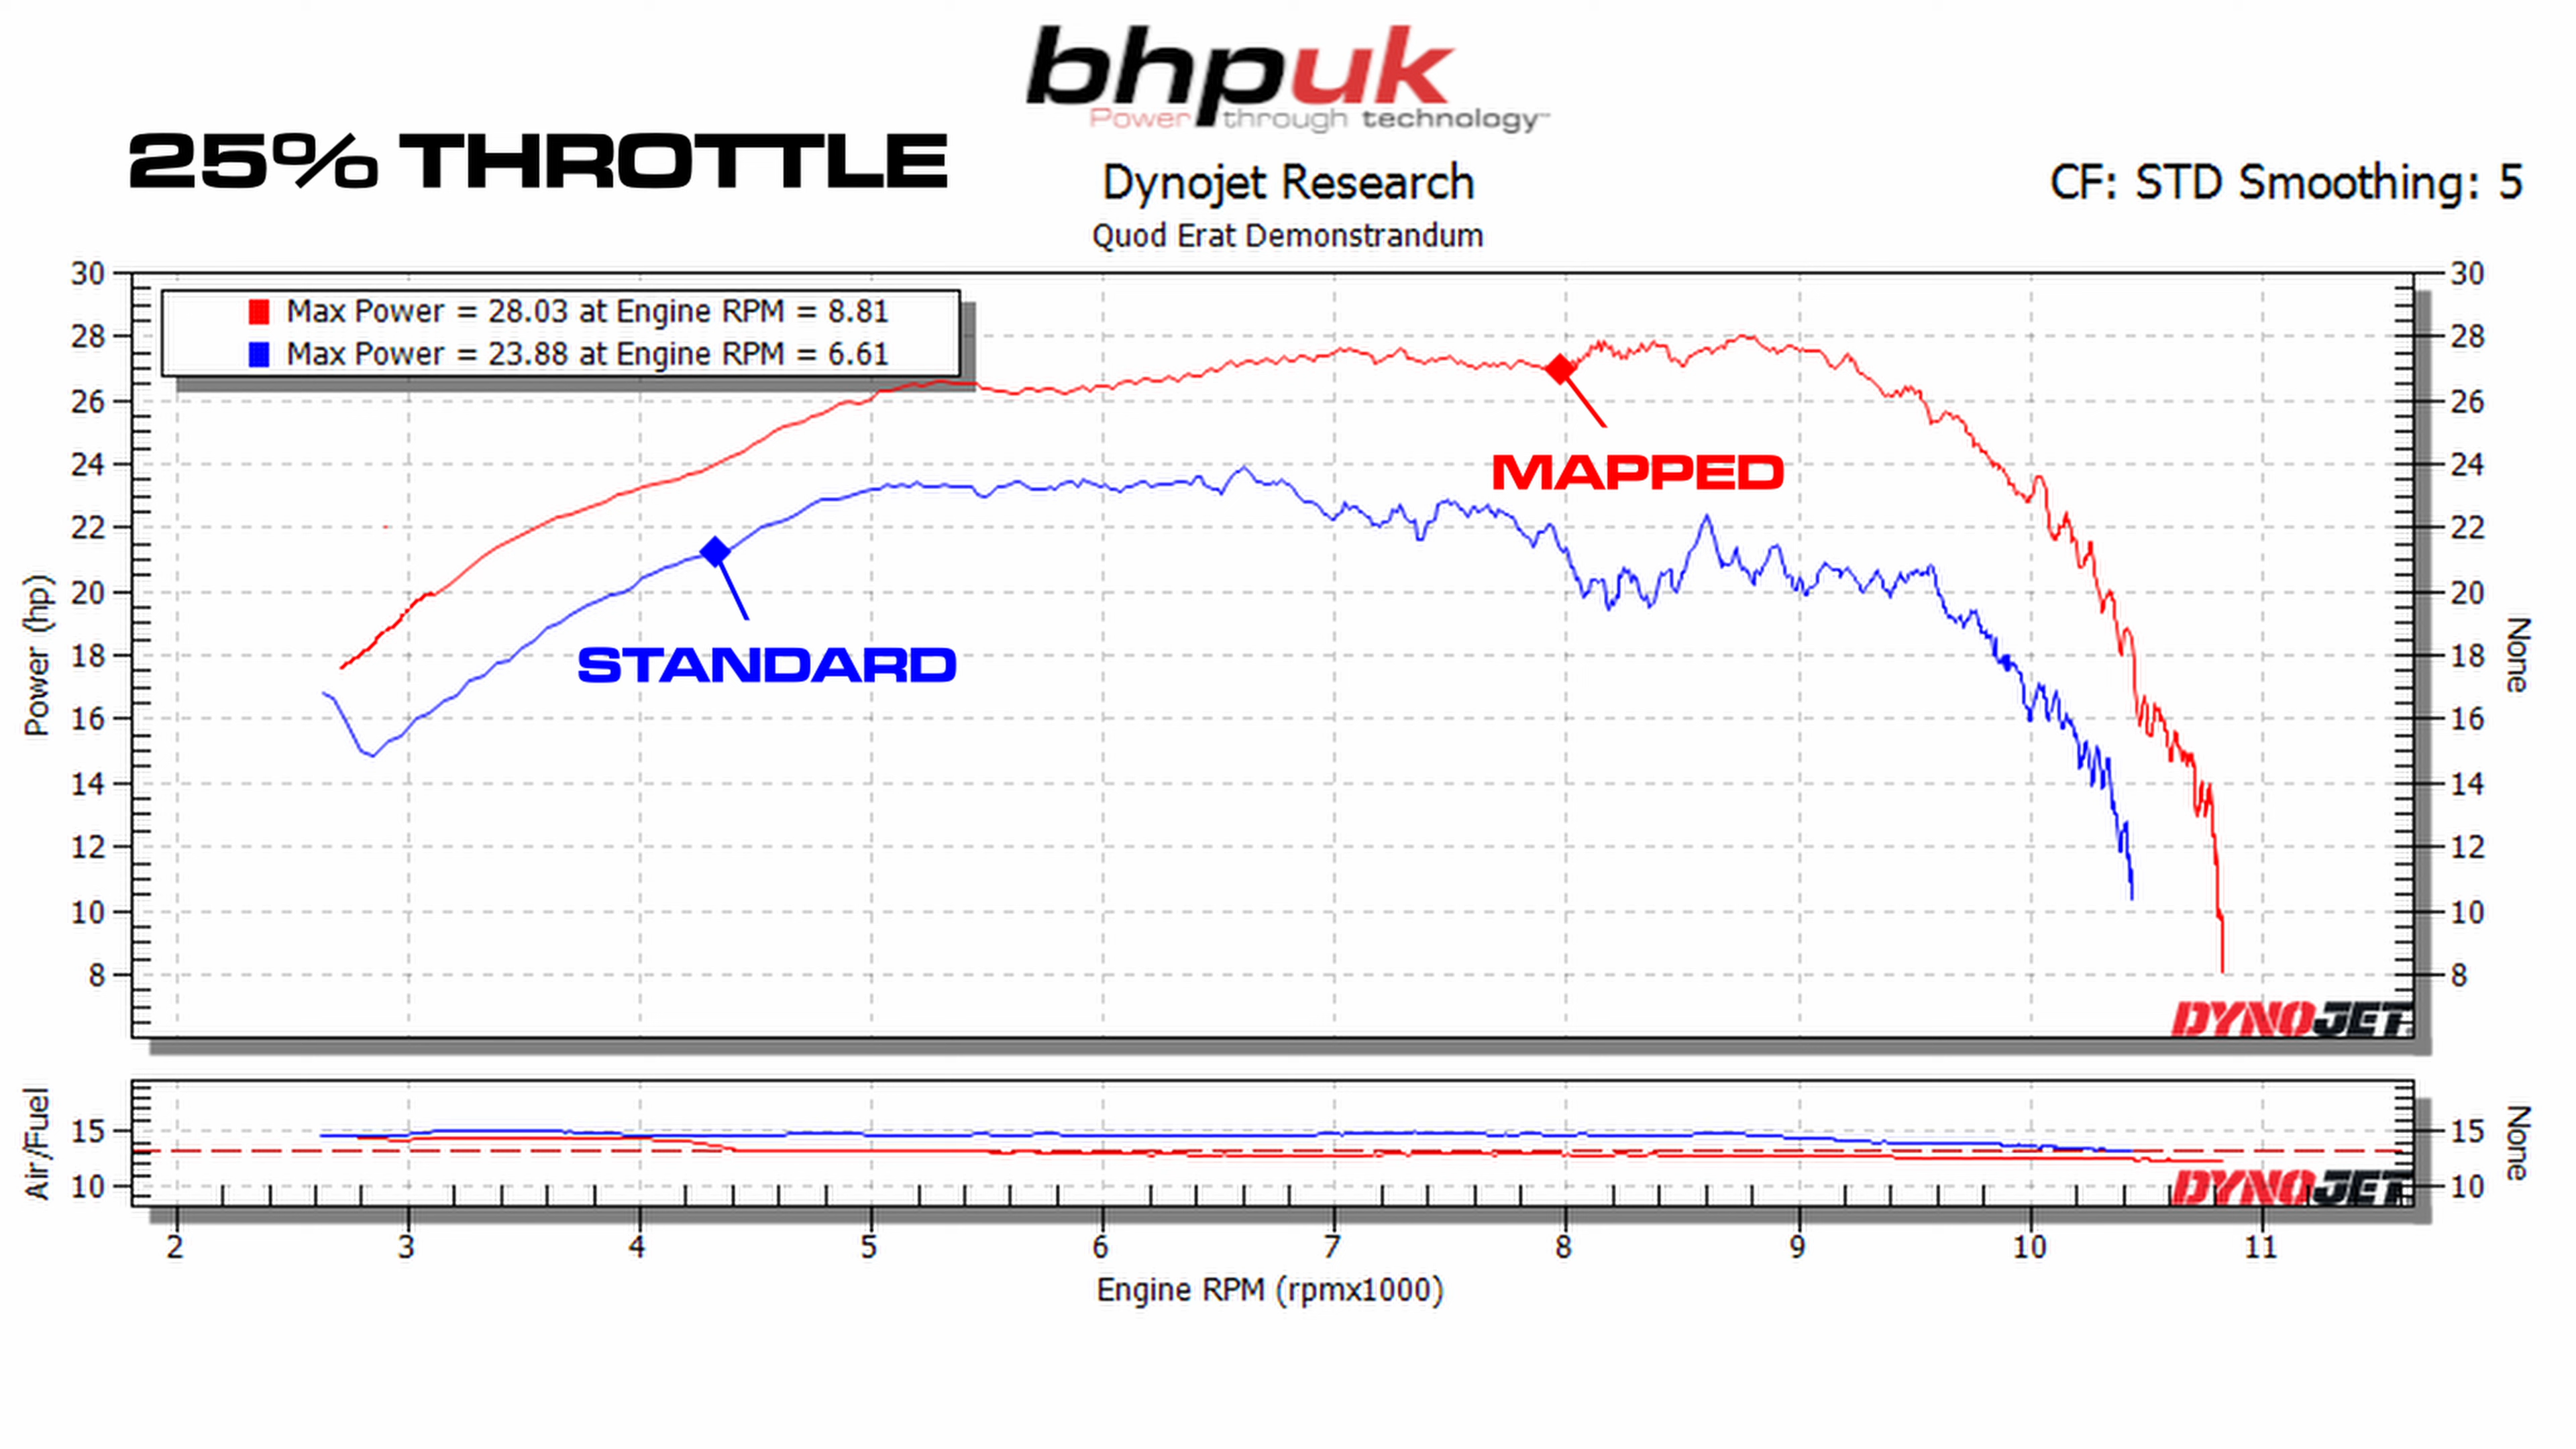 bhpuk
Power through technology™
25% THROTTLE
Dynojet Research
CF: STD Smoothing: 5
Quod Erat Demonstrandum
Max Power = 28.03 at Engine RPM = 8.81
Max Power = 23.88 at Engine RPM = 6.61
30 30
28 28
26 26
24 24
22 22
20 20
18 18
16 16
14 14
12 12
10 10
8 8
Power (hp)
None
MAPPED
STANDARD
DYNOJET
Air/Fuel
15 15
10 10
None
DYNOJET
2 3 4 5 6 7 8 9 10 11
Engine RPM (rpmx1000)